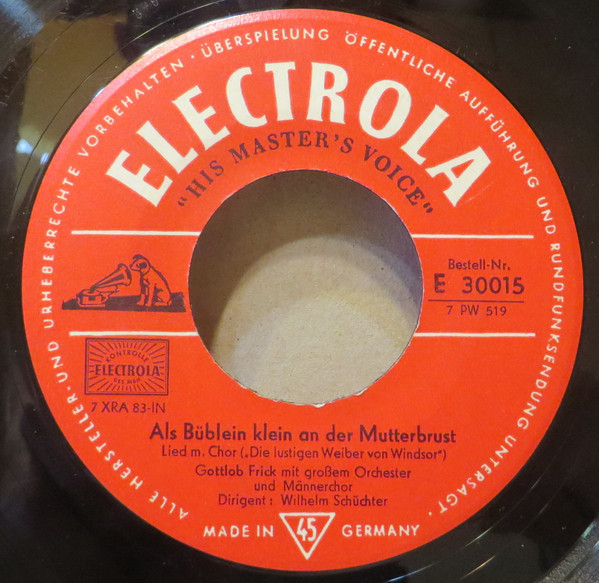 ALLE HERSTELLER- UND URHEBERRECHTE VORBEHALTEN · ÜBERSPIELUNG ÖFFENTLICHE AUFFÜHRUNG UND RUNDFUNKSENDUNG UNTERSAGT ·
ELECTROLA
"HIS MASTER'S VOICE"
Bestell-Nr.
E 30015
7 PW 519
KONTROLLE
ELECTROLA
7 XRA 83-IN
Als Büblein klein an der Mutterbrust
Lied m. Chor („Die lustigen Weiber von Windsor")
Gottlob Frick mit großem Orchester
und Männerchor
Dirigent: Wilhelm Schüchter
MADE IN 45 GERMANY